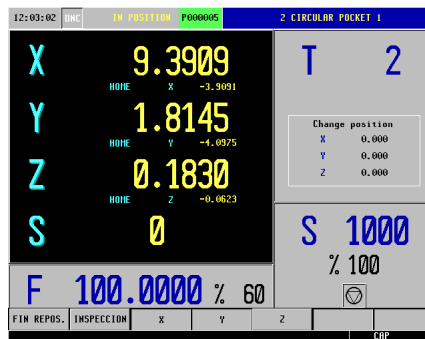 12:03:02 DNC IN POSITION P000005 2 CIRCULAR POCKET 1
X 9.3909
HOME X -3.9091
Y 1.8145
HOME Y -4.0975
Z 0.1830
HOME Z -0.0623
S 0
T 2
Change position
X 0.000
Y 0.000
Z 0.000
S 1000
% 100
F 100.0000 % 60
FIN REPOS. INSPECCION X Y Z
CAP